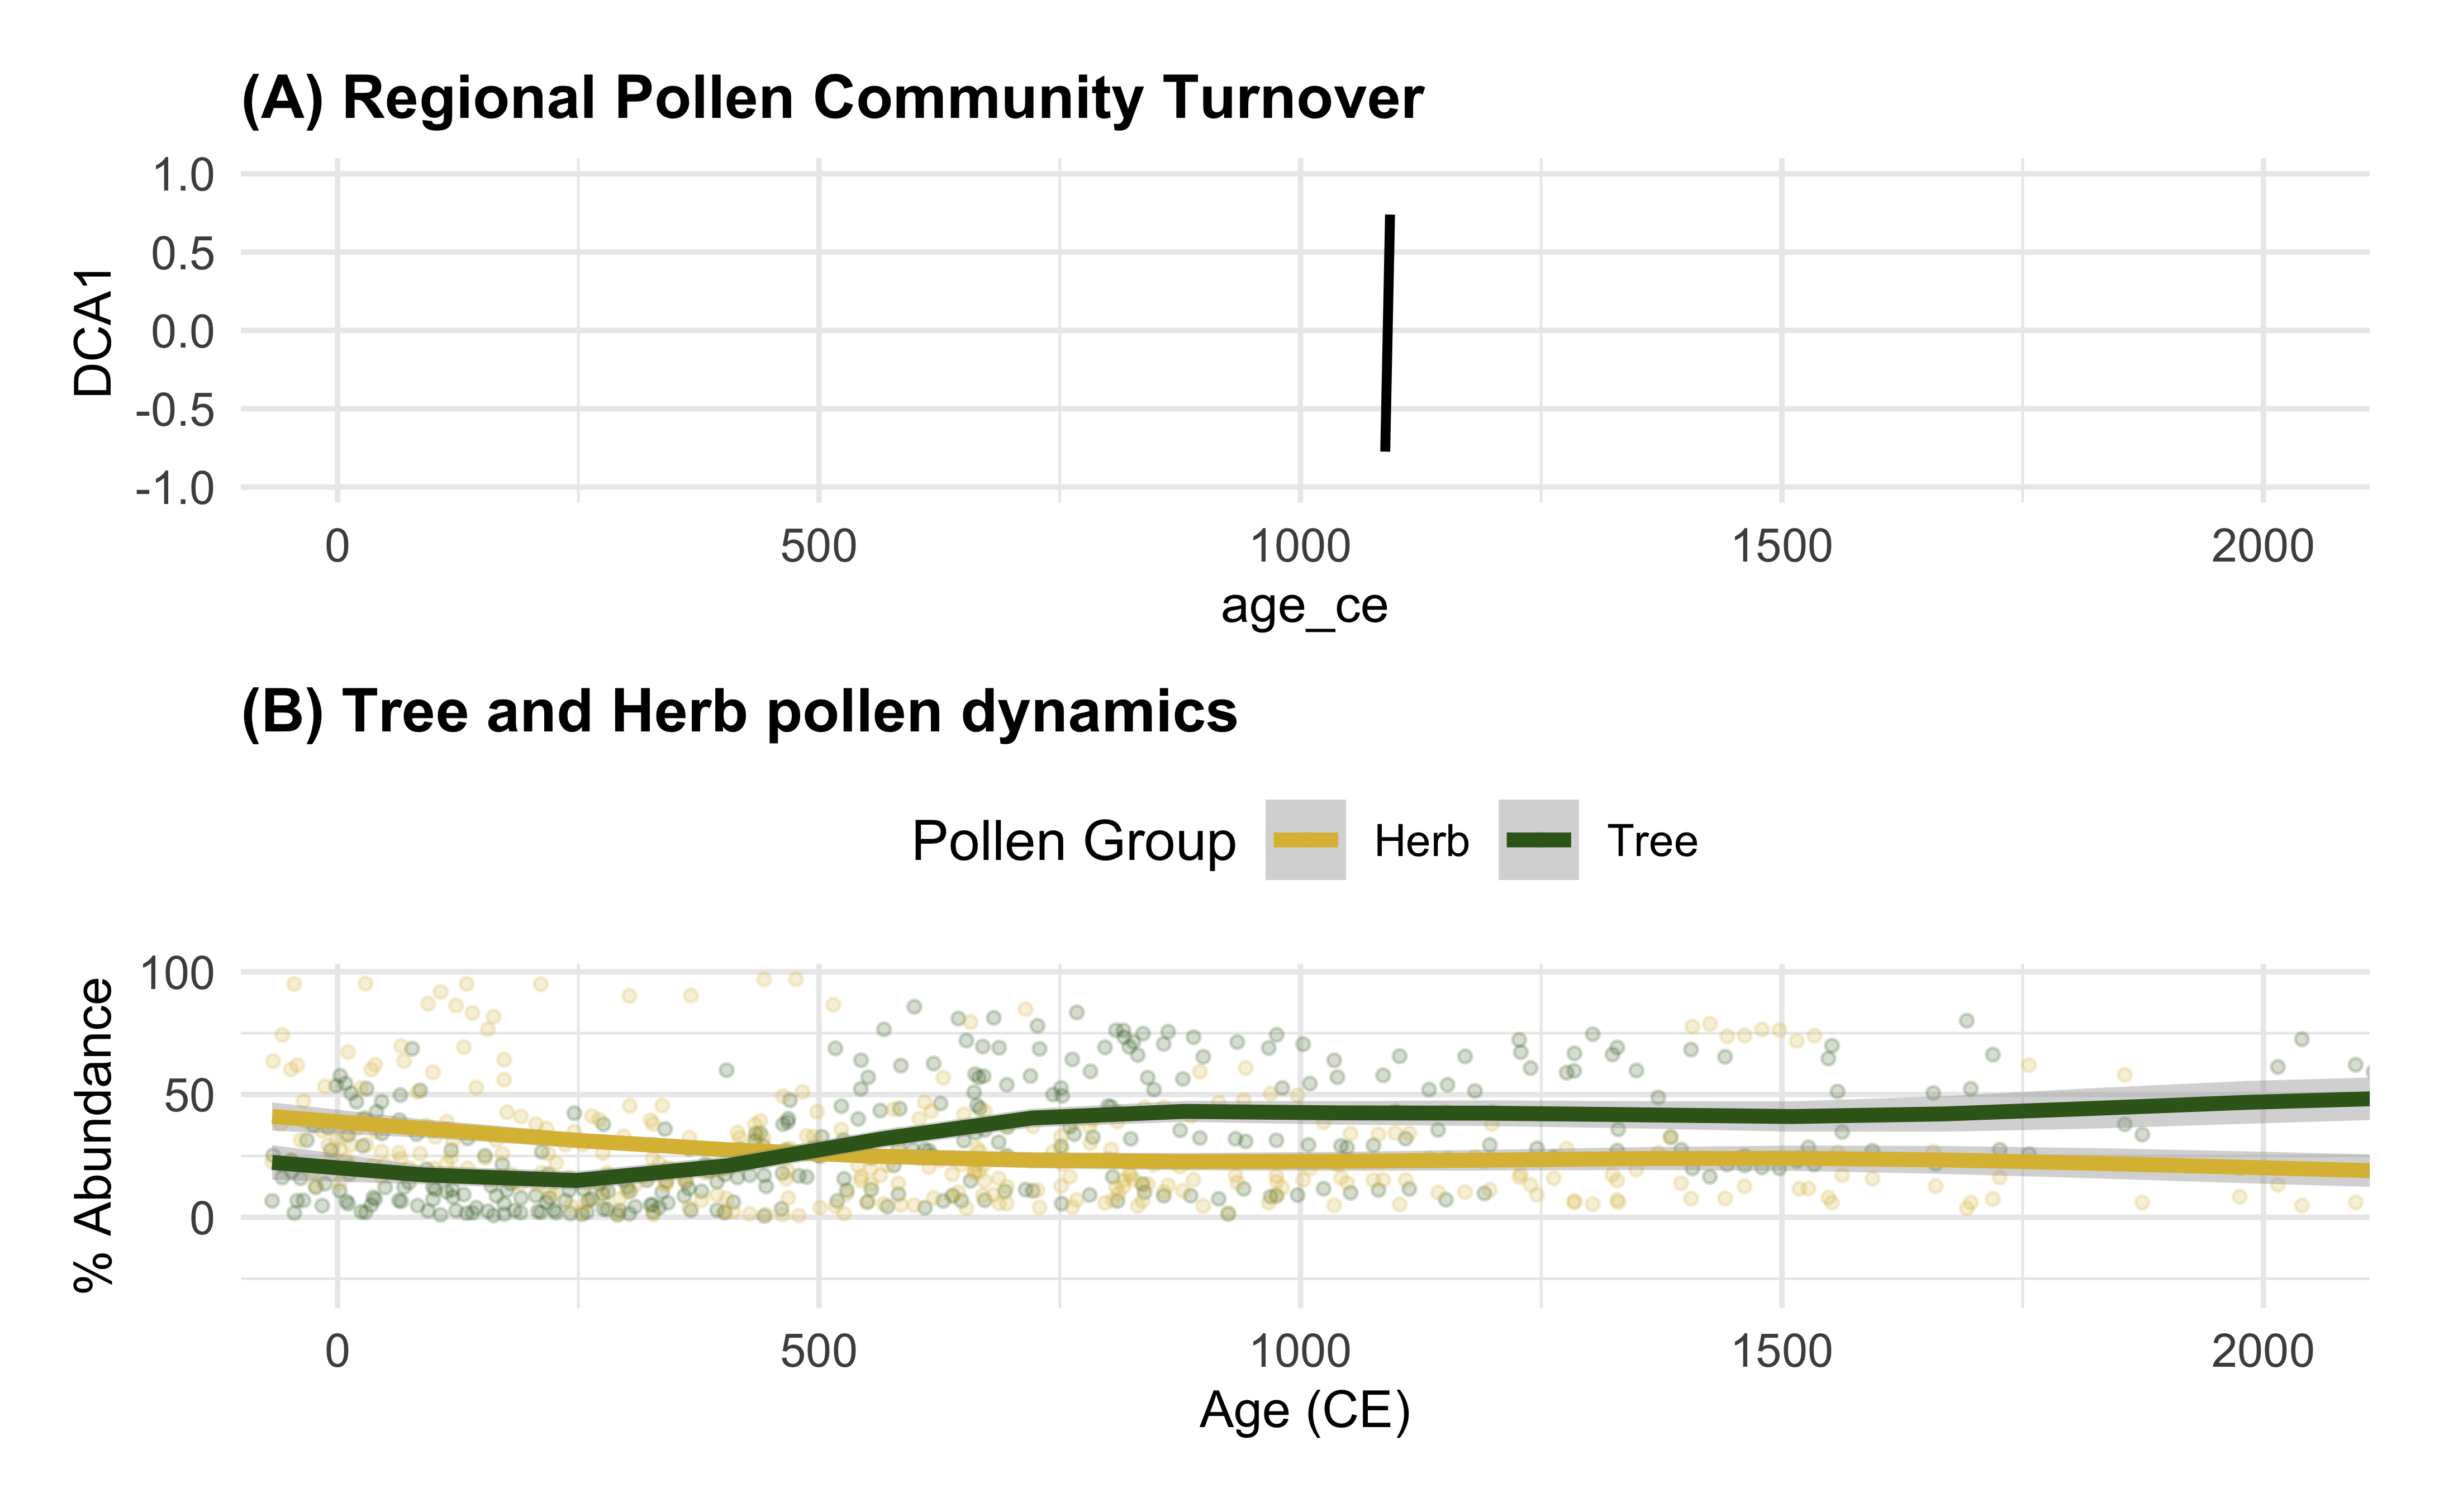 (A) Regional Pollen Community Turnover
1.0
0.5
0.0
-0.5
-1.0
DCA1
0 500 1000 1500 2000
age_ce
(B) Tree and Herb pollen dynamics
Pollen Group Herb Tree
100
50
0
% Abundance
0 500 1000 1500 2000
Age (CE)